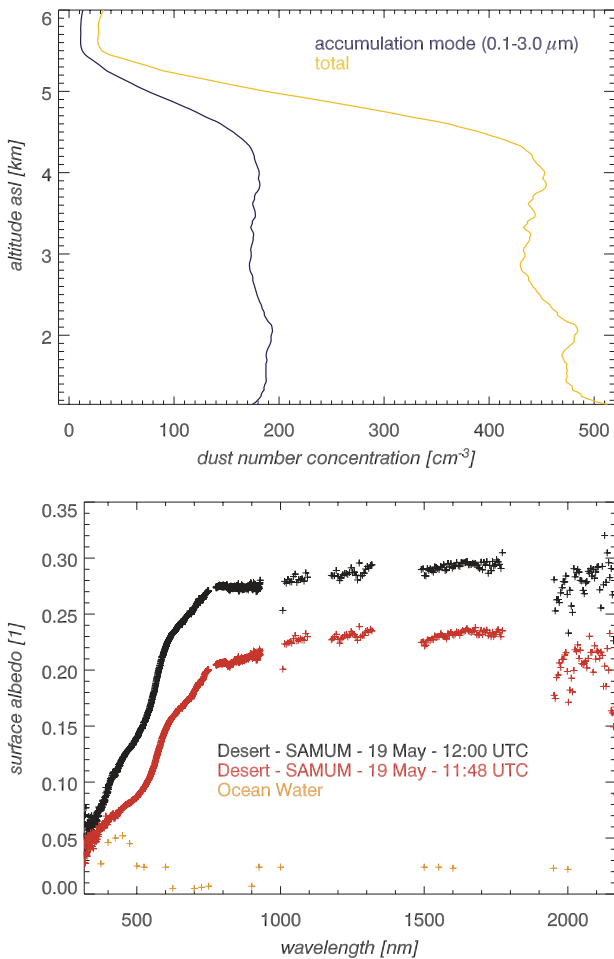 6
accumulation mode (0.1-3.0 μm)
total
5
4
3
2
altitude asl [km]
0 100 200 300 400 500
dust number concentration [cm-3]
0.35
0.30
0.25
0.20
0.15
0.10
0.05
0.00
surface albedo [1]
Desert - SAMUM - 19 May - 12:00 UTC
Desert - SAMUM - 19 May - 11:48 UTC
Ocean Water
500 1000 1500 2000
wavelength [nm]